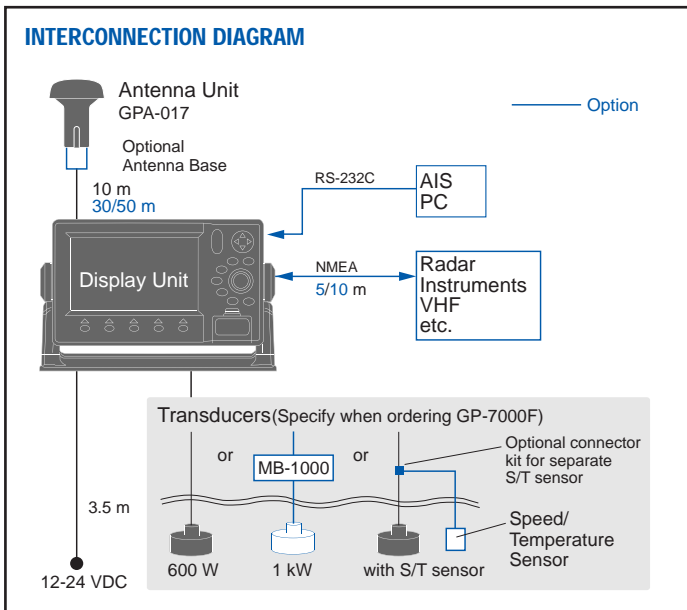 INTERCONNECTION DIAGRAM
Antenna Unit
GPA-017
Option
Optional
Antenna Base
10 m
30/50 m
RS-232C
AIS
PC
Display Unit
NMEA
5/10 m
Radar
Instruments
VHF
etc.
Transducers(Specify when ordering GP-7000F)
or
MB-1000
or
Optional connector
kit for separate
S/T sensor
3.5 m
Speed/
Temperature
Sensor
600 W
1 kW
with S/T sensor
12-24 VDC